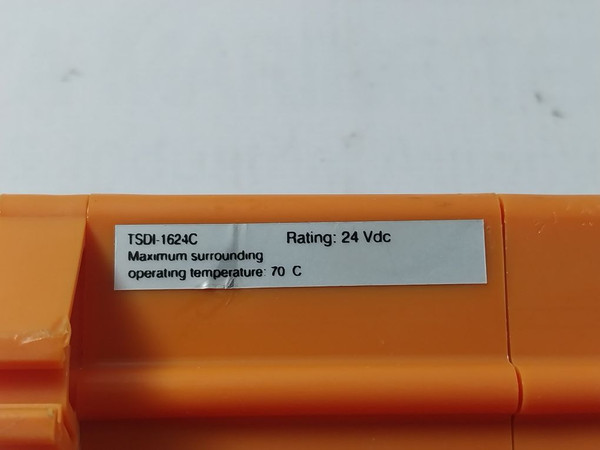 TSDI-1624C Rating: 24 Vdc
Maximum surrounding
operating temperature: 70 C